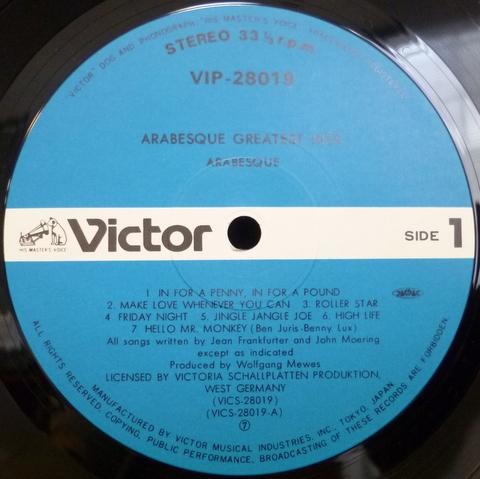 "VICTOR" DOG AND PHONOGRAPH "HIS MASTER'S VOICE"
STEREO 33 1/3 r.p.m.
VIP-28019
ARABESQUE GREATEST HITS
ARABESQUE
HIS MASTER'S VOICE
Victor
SIDE 1
1 IN FOR A PENNY, IN FOR A POUND
2. MAKE LOVE WHENEVER YOU CAN 3. ROLLER STAR
4 FRIDAY NIGHT 5. JINGLE JANGLE JOE 6. HIGH LIFE
7 HELLO MR. MONKEY (Ben Juris-Benny Lux)
All songs written by Jean Frankfurter and John Moering
except as indicated
Produced by Wolfgang Mewes
LICENSED BY VICTORIA SCHALLPLATTEN PRODUKTION,
WEST GERMANY
(VICS-28019)
(VICS-28019-A)
7
ALL RIGHTS RESERVED. COPYING, PUBLIC PERFORMANCE, BROADCASTING OF THESE RECORDS ARE FORBIDDEN.
MANUFACTURED BY VICTOR MUSICAL INDUSTRIES, INC., TOKYO, JAPAN